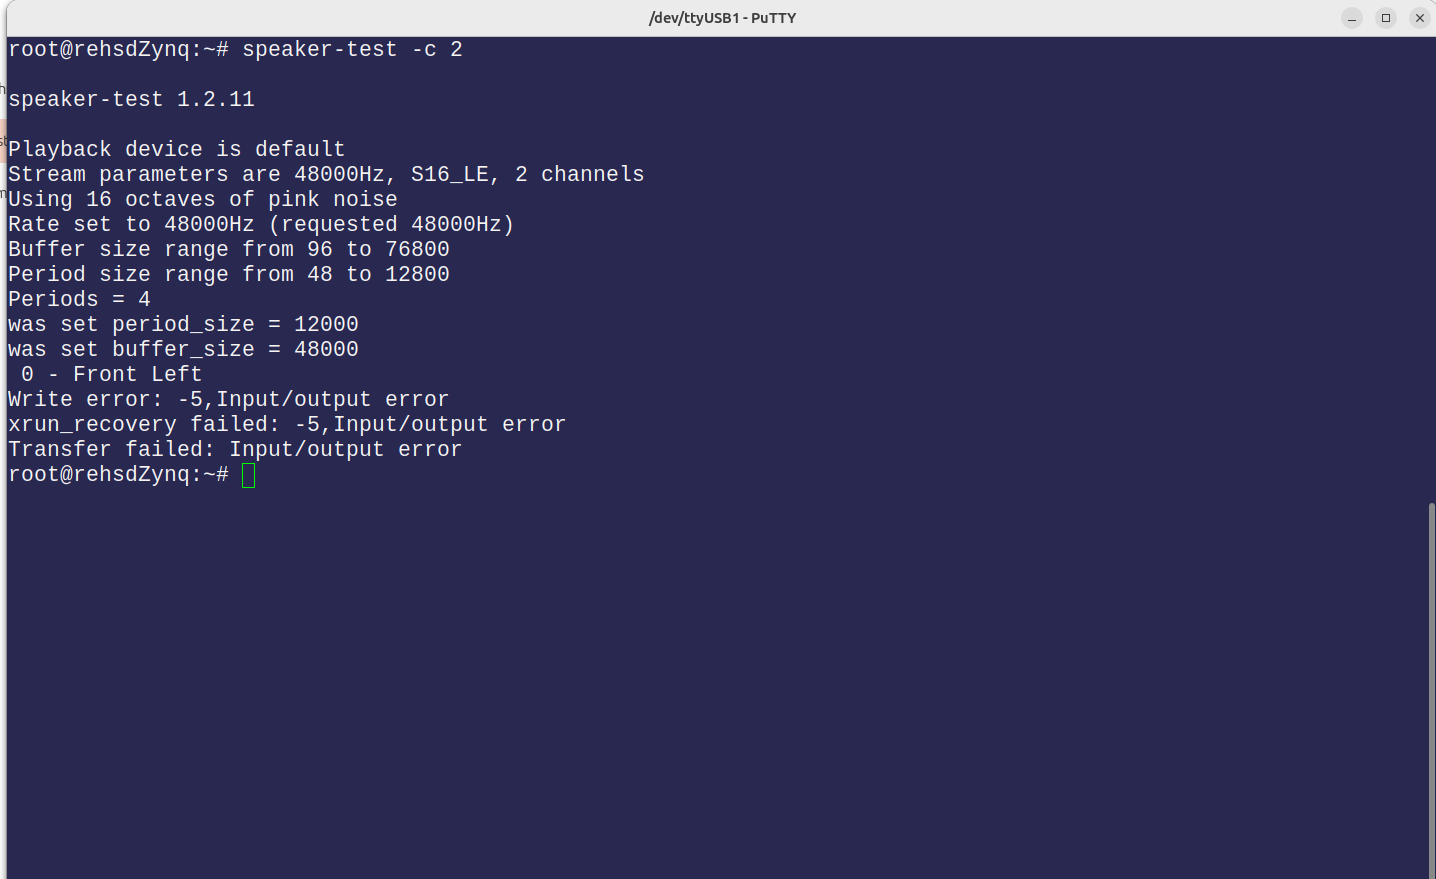 /dev/ttyUSB1 - PuTTY
root@rehsdZynq:~# speaker-test -c 2
speaker-test 1.2.11
Playback device is default
Stream parameters are 48000Hz, S16_LE, 2 channels
Using 16 octaves of pink noise
Rate set to 48000Hz (requested 48000Hz)
Buffer size range from 96 to 76800
Period size range from 48 to 12800
Periods = 4
was set period_size = 12000
was set buffer_size = 48000
 0 - Front Left
Write error: -5,Input/output error
xrun_recovery failed: -5,Input/output error
Transfer failed: Input/output error
root@rehsdZynq:~#